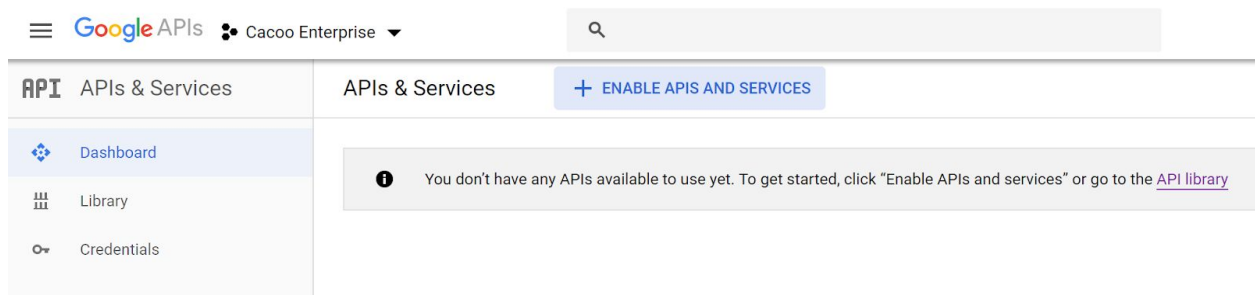 Google APIs Cacoo Enterprise
API APIs & Services
APIs & Services + ENABLE APIS AND SERVICES
Dashboard
You don't have any APIs available to use yet. To get started, click "Enable APIs and services" or go to the API library
Library
Credentials